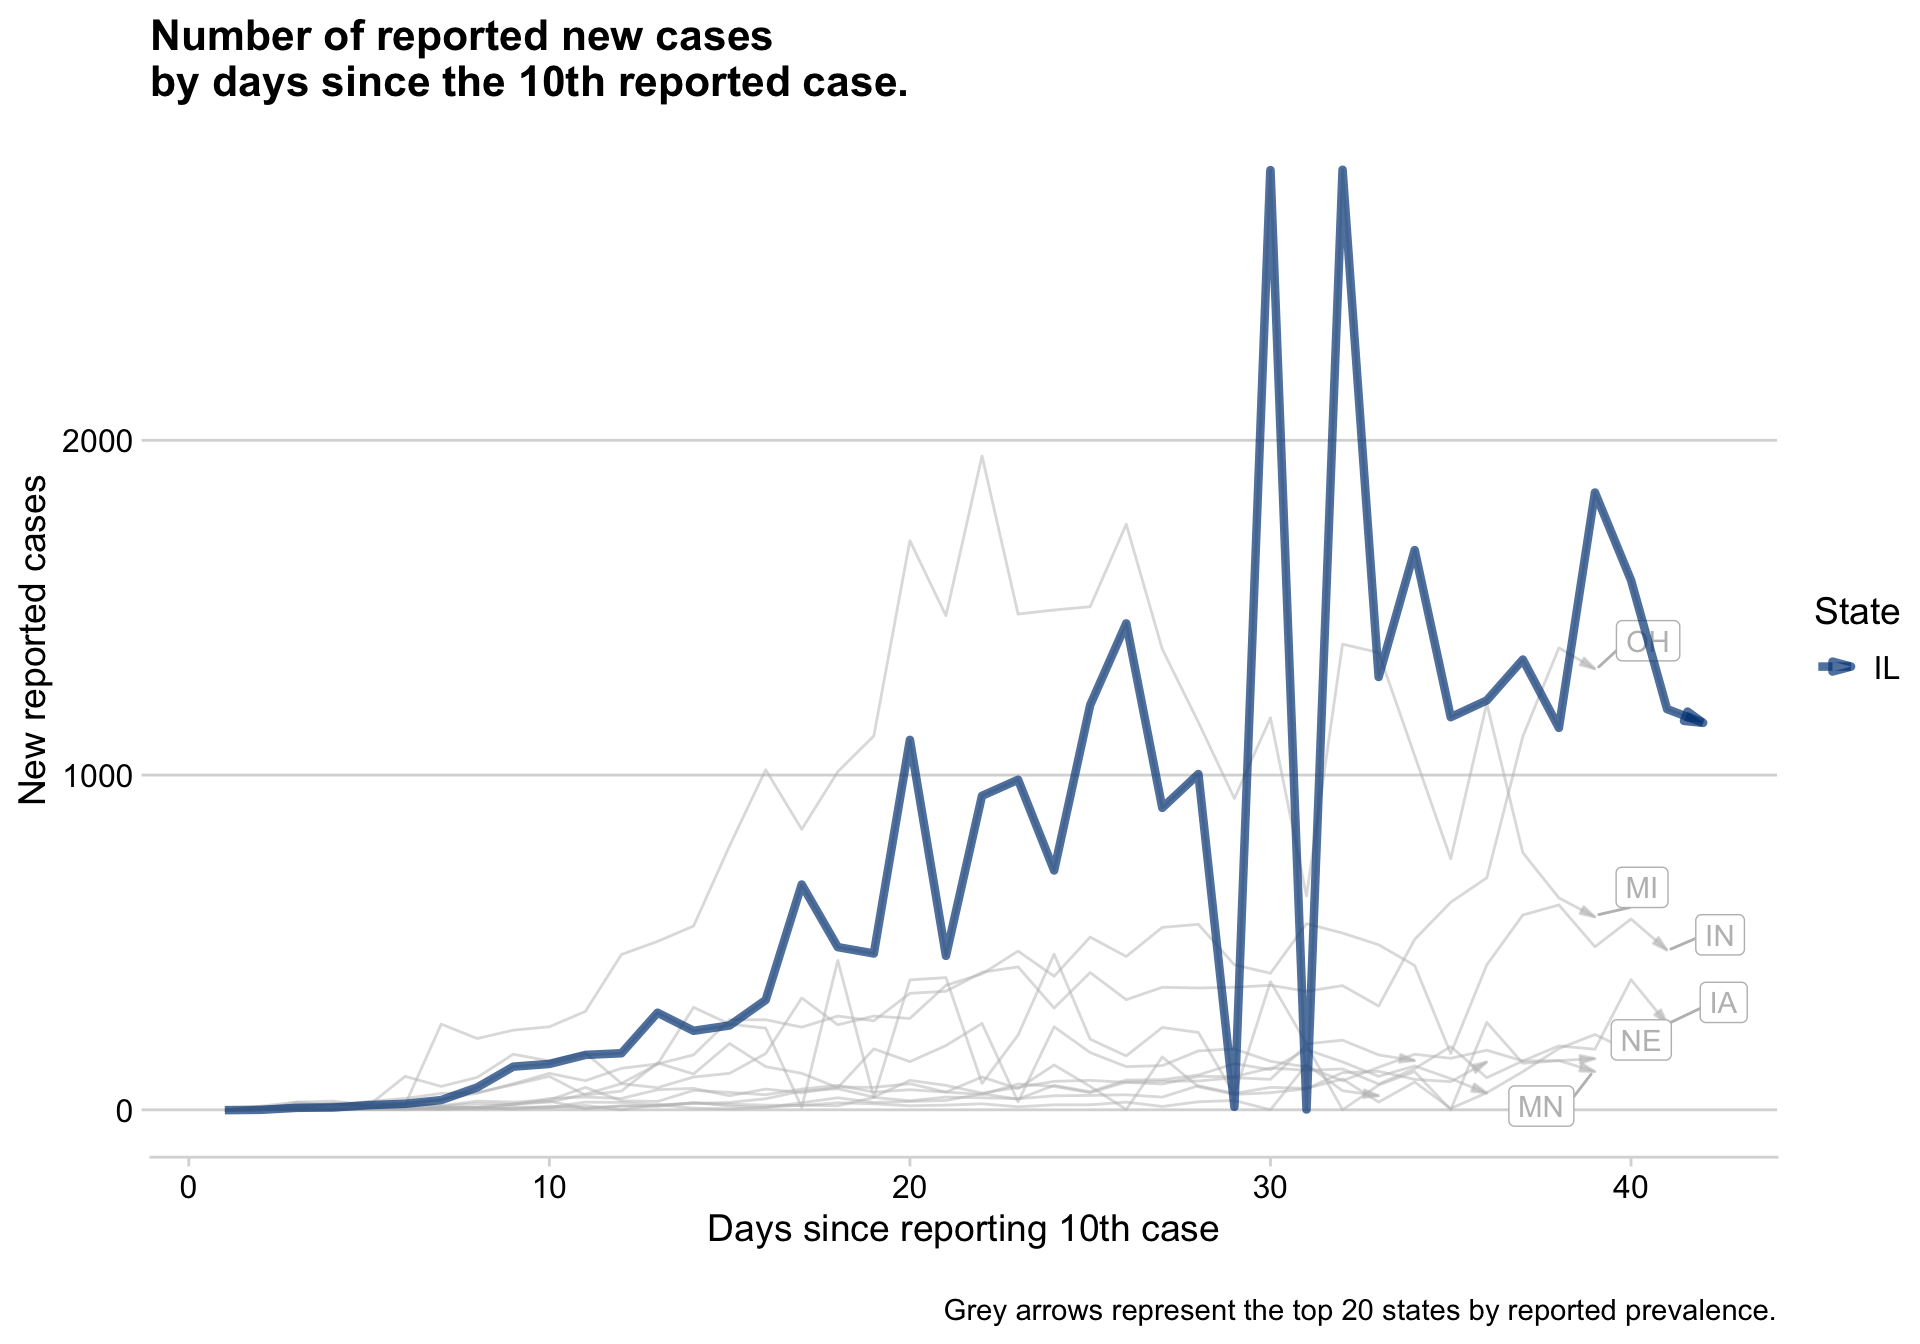 Number of reported new cases
by days since the 10th reported case.
New reported cases
2000
1000
0
0
10
20
30
40
Days since reporting 10th case
OH
MI
IN
IA
NE
MN
State
IL
Grey arrows represent the top 20 states by reported prevalence.